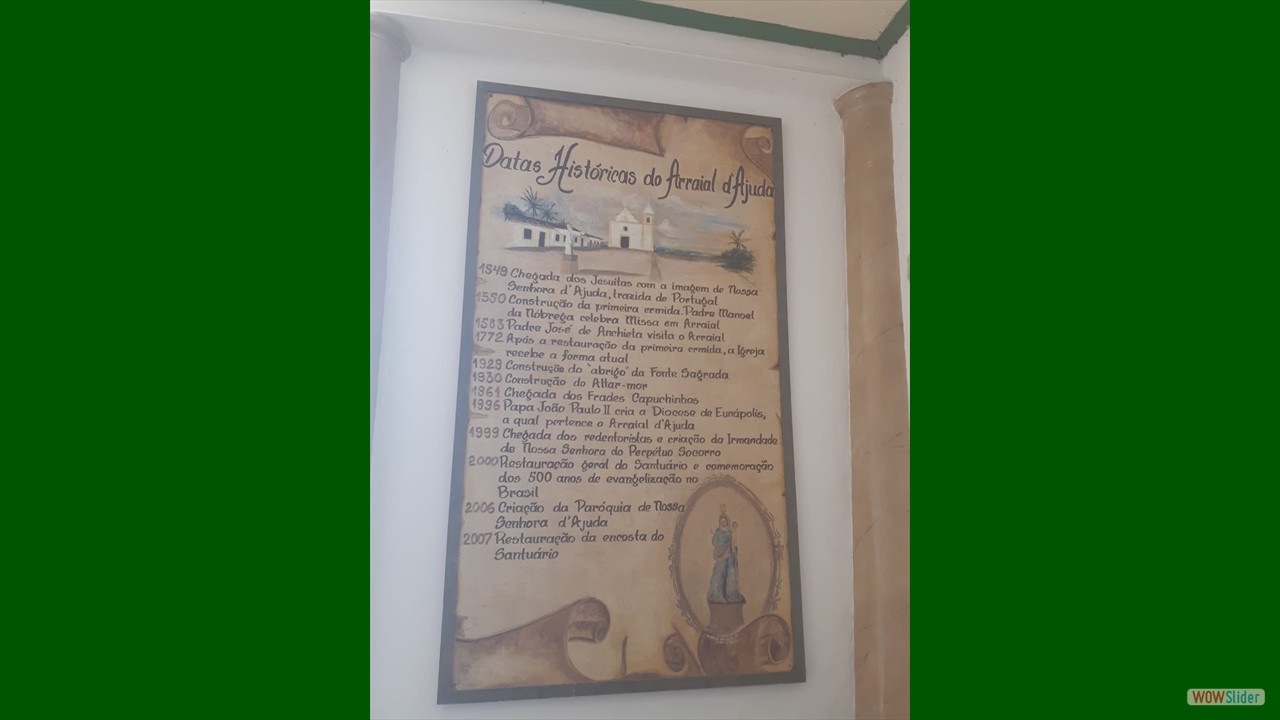 Datas Históricas do Arraial d'Ajuda
1549 Chegada dos Jesuitas com a imagem de Nossa
Senhora d'Ajuda, trazida de Portugal
1550 Construção da primeira ermida. Padre Manoel
da Nóbrega celebra Missa em Arraial
1583 Padre José de Anchieta visita o Arraial
1772 Após a restauração da primeira ermida, a Igreja
recebe a forma atual
1929 Construção do "abrigo" da Fonte Sagrada
1930 Construção do Altar-mor
1961 Chegada dos Frades Capuchinhos
1996 Papa João Paulo II cria a Diocese de Eunápolis,
a qual pertence o Arraial d'Ajuda
1999 Chegada dos redentoristas e criação da Irmandade
de Nossa Senhora do Perpétuo Socorro
2000 Restauração geral do Santuário e comemoração
dos 500 anos de evangelização no
Brasil
2006 Criação da Paróquia de Nossa
Senhora d'Ajuda
2007 Restauração da encosta do
Santuário
WOWSlider